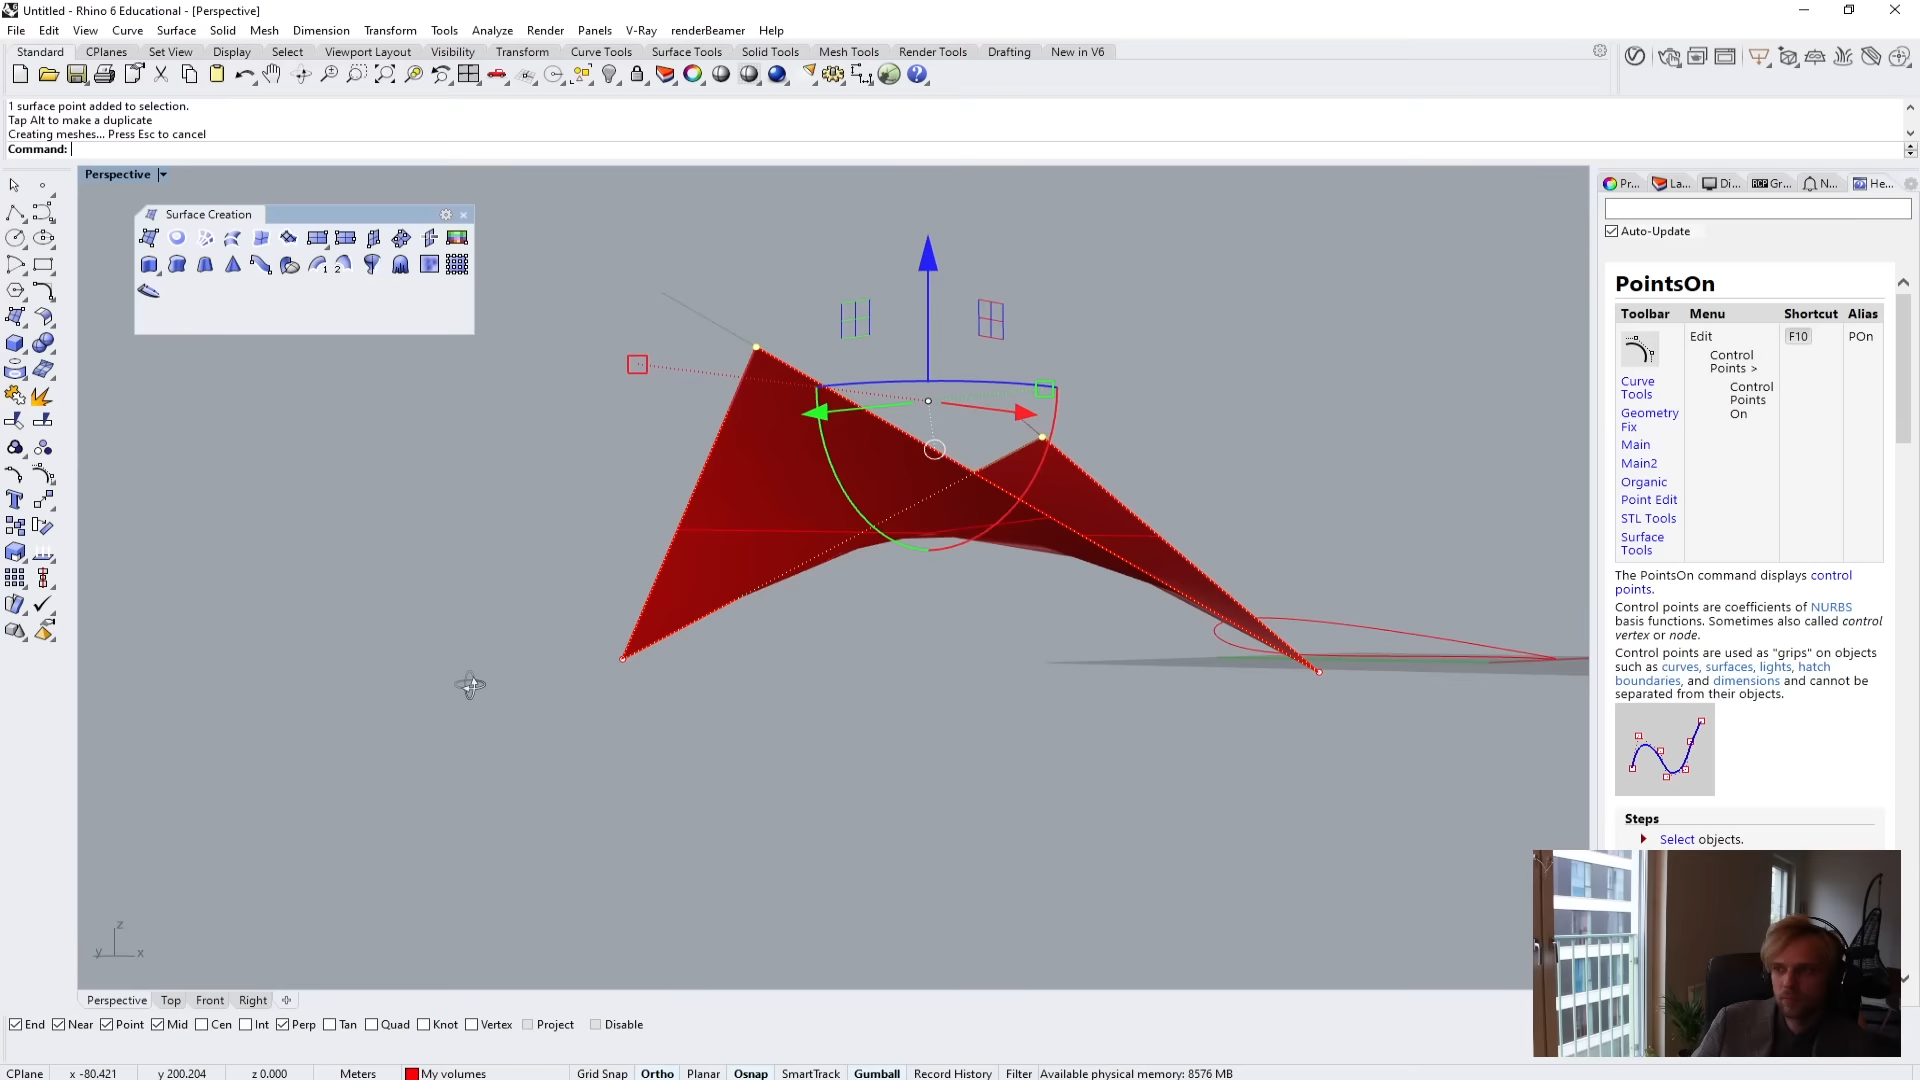 Untitled - Rhino 6 Educational - [Perspective]
File Edit View Curve Surface Solid Mesh Dimension Transform Tools Analyze Render Panels V-Ray renderBeamer Help
Standard CPlanes Set View Display Select Viewport Layout Visibility Transform Curve Tools Surface Tools Solid Tools Mesh Tools Render Tools Drafting New in V6
1 surface point added to selection.
Tap Alt to make a duplicate
Creating meshes... Press Esc to cancel
Command:
Perspective
Surface Creation
1 2
Pr... La... Di... RCP Gr... N... He...
Auto-Update
PointsOn
Toolbar Menu Shortcut Alias
Curve Tools
Geometry Fix
Main
Main2
Organic
Point Edit
STL Tools
Surface Tools
Edit
Control Points >
Control Points On
F10
POn
The PointsOn command displays control
points.
Control points are coefficients of NURBS
basis functions. Sometimes also called control
vertex or node.
Control points are used as "grips" on objects
such as curves, surfaces, lights, hatch
boundaries, and dimensions and cannot be
separated from their objects.
Steps
Select objects.
z
y x
Perspective Top Front Right
End Near Point Mid Cen Int Perp Tan Quad Knot Vertex Project Disable
CPlane x -80.421 y 200.204 z 0.000 Meters My volumes Grid Snap Ortho Planar Osnap SmartTrack Gumball Record History Filter Available physical memory: 8576 MB